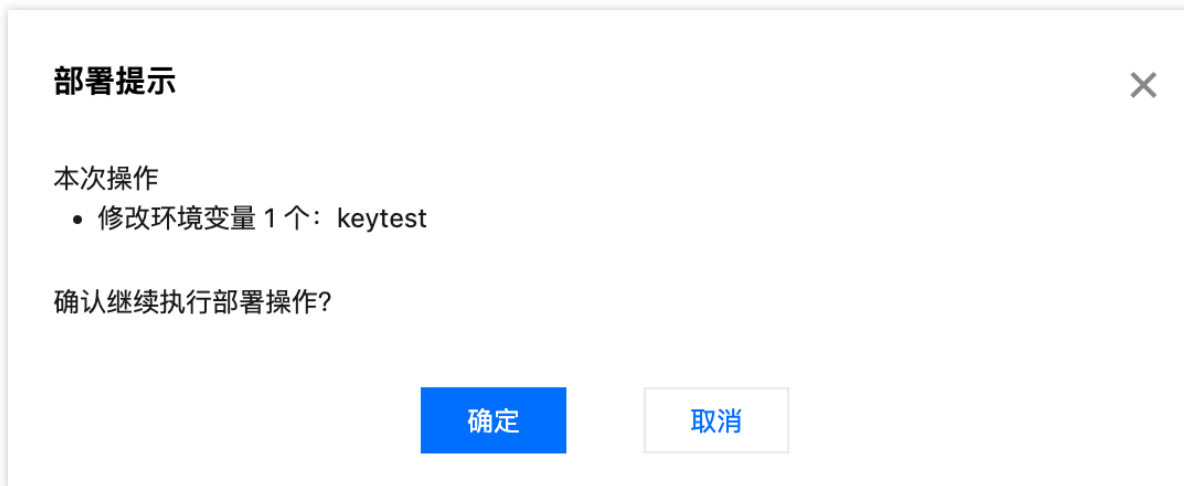 部署提示
本次操作
• 修改环境变量 1 个：keytest
确认继续执行部署操作?
确定
取消